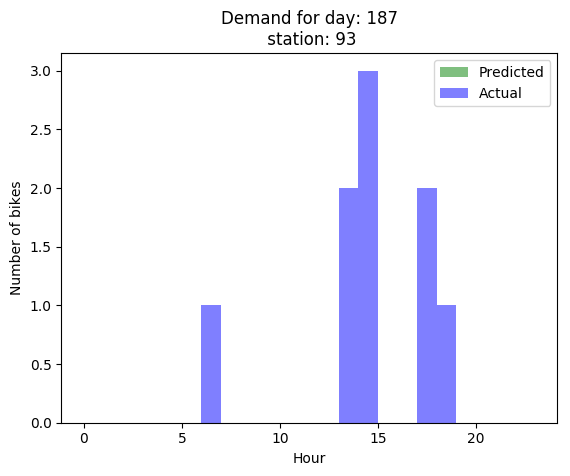 Demand for day: 187
station: 93
Predicted
Actual
3.0
2.5
2.0
1.5
1.0
0.5
0.0
Number of bikes
0 5 10 15 20
Hour